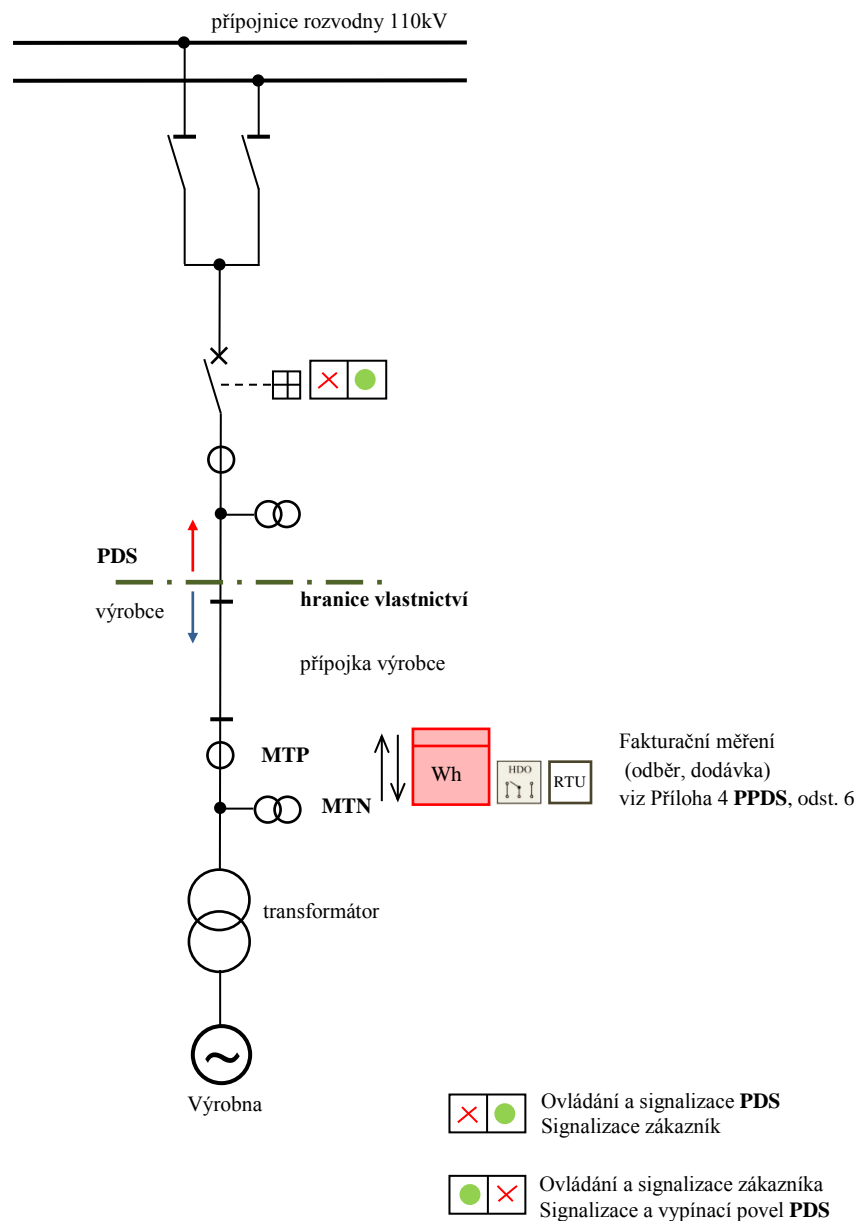 přípojnice rozvodny 110kV
PDS
výrobce
hranice vlastnictví
přípojka výrobce
MTP
MTN
Wh
HDO
RTU
Fakturační měření
(odběr, dodávka)
viz Příloha 4 PPDS, odst. 6
transformátor
~
Výrobna
Ovládání a signalizace PDS
Signalizace zákazník
Ovládání a signalizace zákazníka
Signalizace a vypínací povel PDS